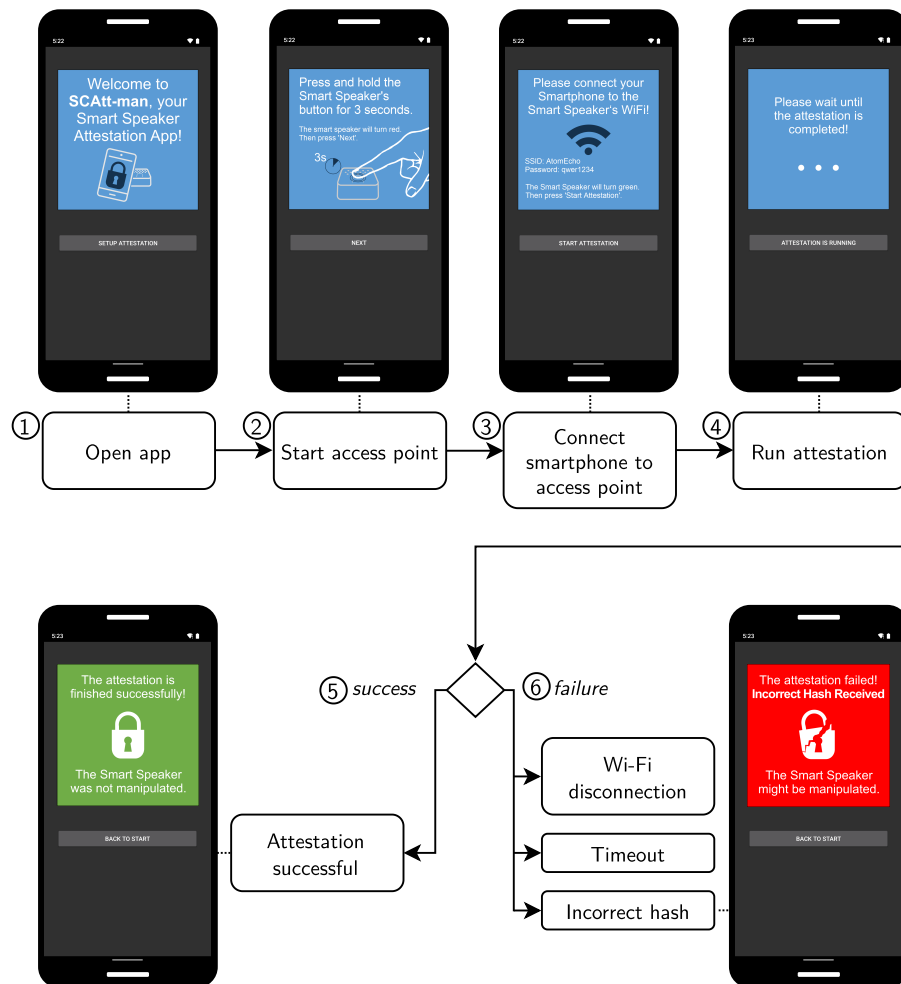 5:22
Welcome to
SCAtt-man, your
Smart Speaker
Attestation App!
SETUP ATTESTATION
5:22
Press and hold the
Smart Speaker's
button for 3 seconds.
The smart speaker will turn red.
Then press 'Next'.
3s
NEXT
5:22
Please connect your
Smartphone to the
Smart Speaker's WiFi!
SSID: AtomEcho
Password: qwer1234
The Smart Speaker will turn green.
Then press 'Start Attestation'.
START ATTESTATION
5:23
Please wait until
the attestation is
completed!
ATTESTATION IS RUNNING
1
Open app
2
Start access point
3
Connect
smartphone to
access point
4
Run attestation
5:23
The attestation is
finished successfully!
The Smart Speaker
was not manipulated.
BACK TO START
5 success
6 failure
Attestation
successful
Wi-Fi
disconnection
Timeout
Incorrect hash
5:23
The attestation failed!
Incorrect Hash Received
The Smart Speaker
might be manipulated.
BACK TO START